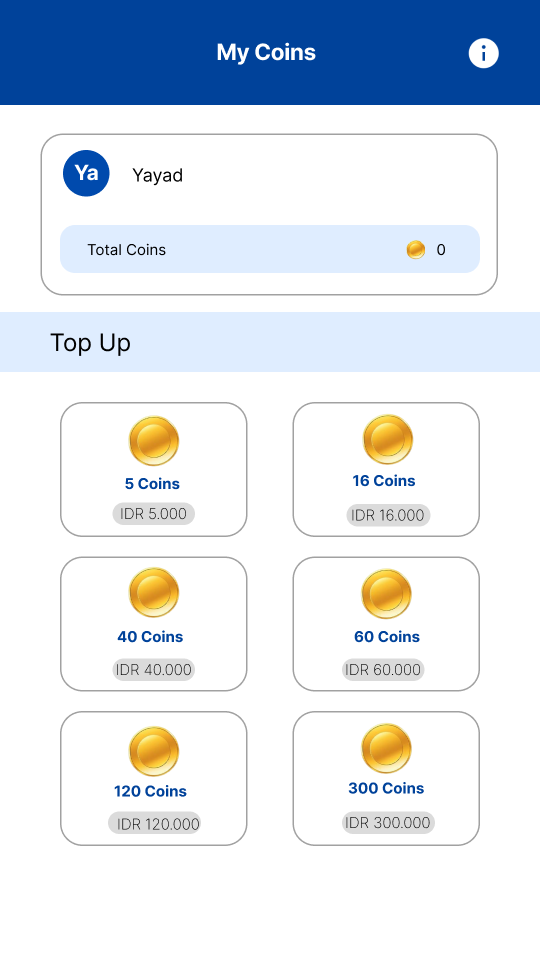 My Coins
Ya
Yayad
Total Coins
0
Top Up
5 Coins
IDR 5.000
16 Coins
IDR 16.000
40 Coins
IDR 40.000
60 Coins
IDR 60.000
120 Coins
IDR 120.000
300 Coins
IDR 300.000